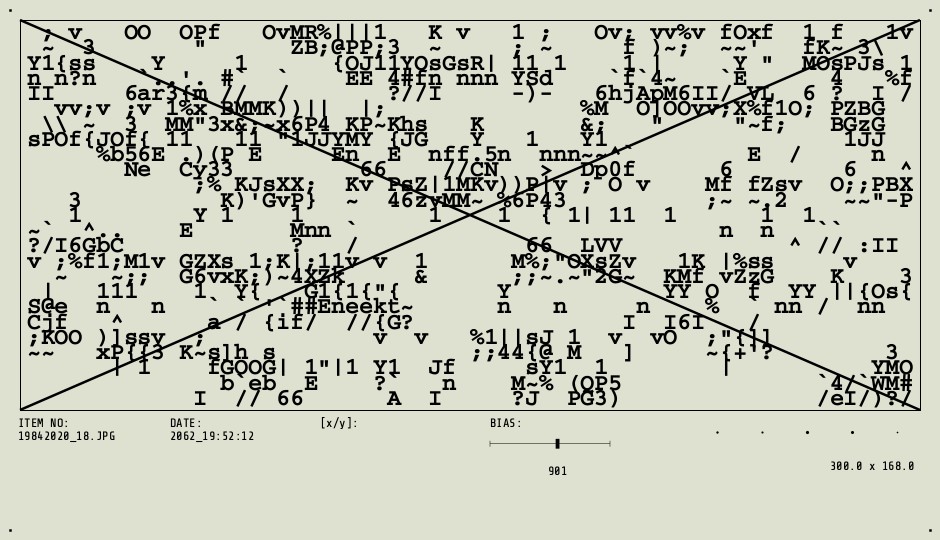 ; v   OO  OPf   OvMR%|||1    K v   1   ;   Ov; vv%v fOxf  1 f   1v
~  3       "      ZB;@PP;3  ~     ; ~     f )~;  ~~'   fK~ 3\
Y1{ss    Y     1      {OJ11YOsGsR| 11 1     1 |     Y "  MOsPJs 1
n n?n   `..'. #`  `    EE 4#fn nnn YSd    `f`4~    `E      4   %f
II     6ar3{m //  /       ?//I     -)-   6hjApM6II/ VL  6 ?  I /
vv;v ;v 1%x BMMK))||  |;              %M  O]OOvv;X%f1O; PZBG
\\  ~  3  MM"3x&;~x6P4 KP~Khs   K       &;   "      "~f;   BGzG
sPOf{JOf{ 11   11 "1JJYMY {JG   Y   1   Y1                 1JJ
%b56E .)(P E     En  E  nff.5n  nnn~~^`        E  /     n
Ne  Cy33         66    //CN   >  Dp0f        6        6   ^
;% KJsXX;  Kv PsZ|1MKv))P|v ; O v    Mf fZsv  O;;PBX
3          K)'GvP}  ~  46zvMM~ %6P43          ;~ ~.2    ~~"-P
1        Y 1    1         1    1  { 1| 11  1      1  1
~`  ^..    E       Mnn `                          n  n   ``
?/I6GbC            ?   /            66  LVV            ^ // :II
v ;%f1;M1v GZXs 1;K|;11v v  1      M%;"OXsZv   1K |%ss       v
~  ~;;  G6vxK;)~4XZk     &        ;;~.~"2G~  KMf vZzG    K    3
|   111    1  Y{   G1{1{"{       Y           YY O  f  YY ||{Os{
S@e  n   n    ` `  '`##Eneekt~      n    n     n  %    nn /  nn
Cjf   ^      a / {if/  //{G?               I  I6I   /
;KOO )]ssy  ;            v  v   %1||sJ 1  v  vO  ;"{]]
~~   xP{{3 K~s]h s              ;;44{@ M   ]     ~{+'?        3
| 1    fGOOG| 1"|1 Y1  Jf     sY1  1        |          YMO
b`eb  E    ?`   n    M~% (OP5              `4/`WM#
I  // 66      A  I     ?J  PG3)              /eI/)?/
ITEM NO:
19842020_18.JPG
DATE:
2062_19:52:12
[x/y]:
BIAS:
901
300.0 x 168.0